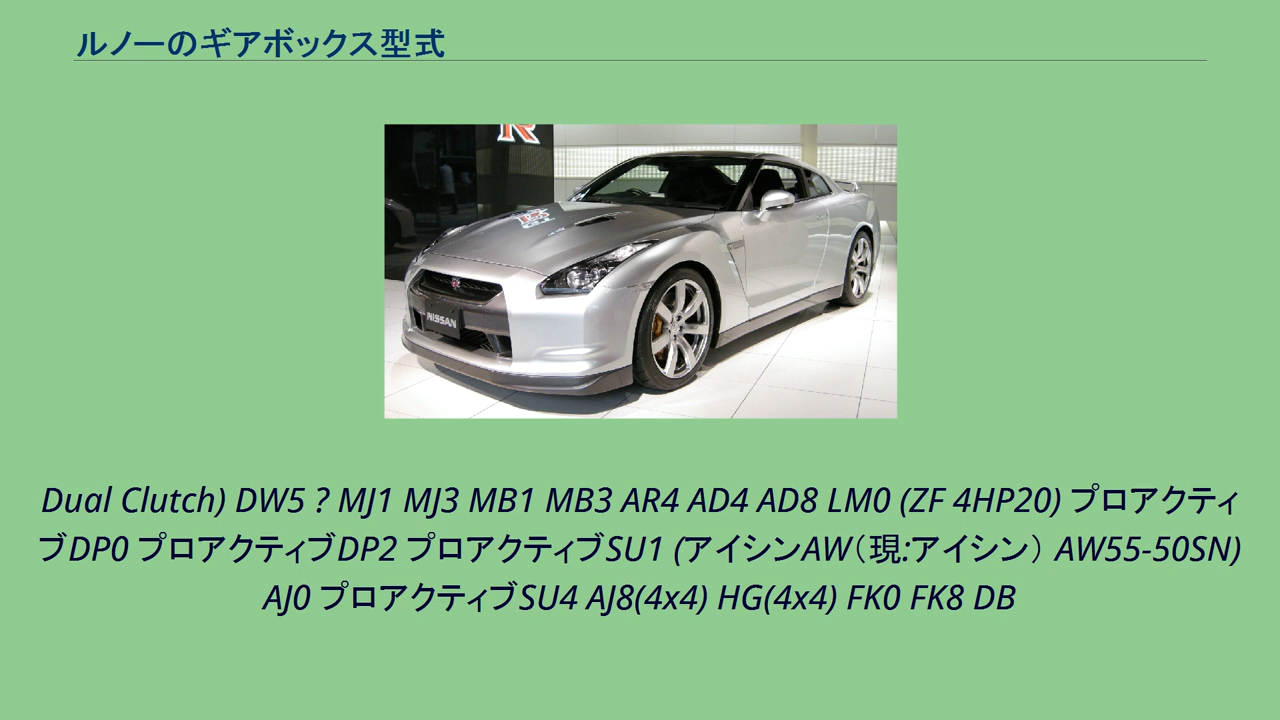 ルノーのギアボックス型式
R
NISSAN
Dual Clutch) DW5 ? MJ1 MJ3 MB1 MB3 AR4 AD4 AD8 LM0 (ZF 4HP20) プロアクティ
ブDP0 プロアクティブDP2 プロアクティブSU1 (アイシンAW（現:アイシン） AW55-50SN)
AJ0 プロアクティブSU4 AJ8(4x4) HG(4x4) FK0 FK8 DB